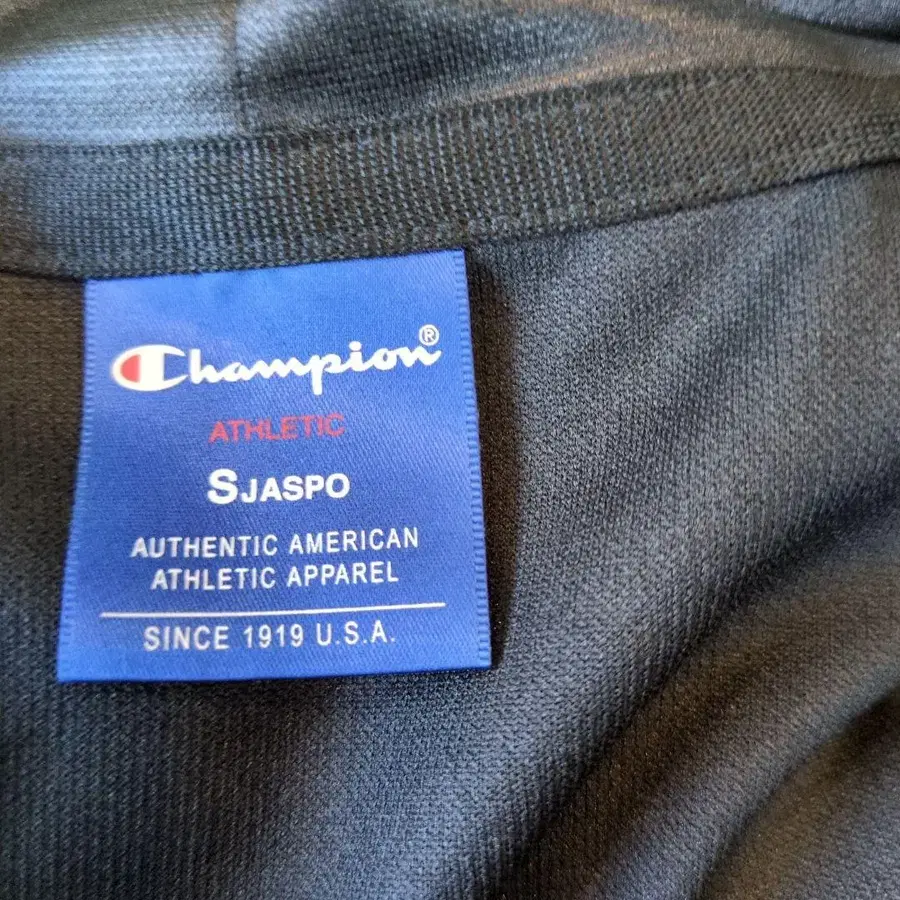 Champion®
ATHLETIC
SJASPO
AUTHENTIC AMERICAN
ATHLETIC APPAREL
SINCE 1919 U.S.A.